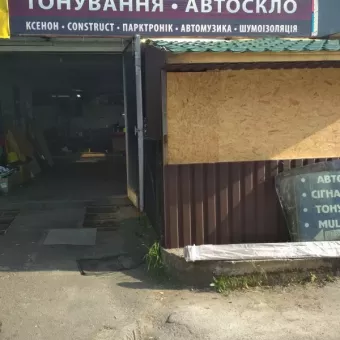 ТОНУВАННЯ • АВТОСКЛО
КСЕНОН • CONSTRUCT • ПАРКТРОНІК • АВТОМУЗИКА • ШУМОІЗОЛЯЦІЯ
• АВТО
СІГНА
• ТОНУ
• MUL